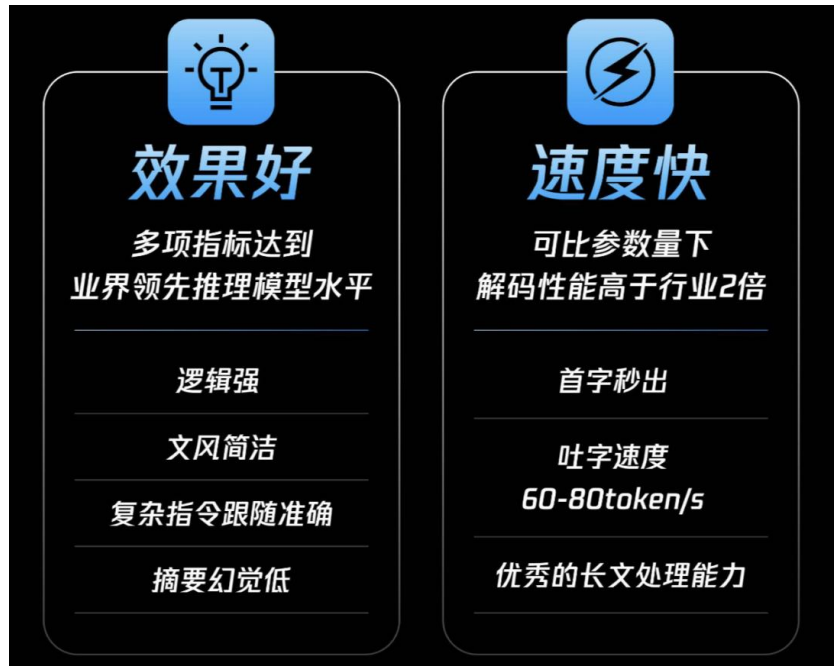 效果好
多项指标达到
业界领先推理模型水平
逻辑强
文风简洁
复杂指令跟随准确
摘要幻觉低
速度快
可比参数量下
解码性能高于行业2倍
首字秒出
吐字速度
60-80token/s
优秀的长文处理能力